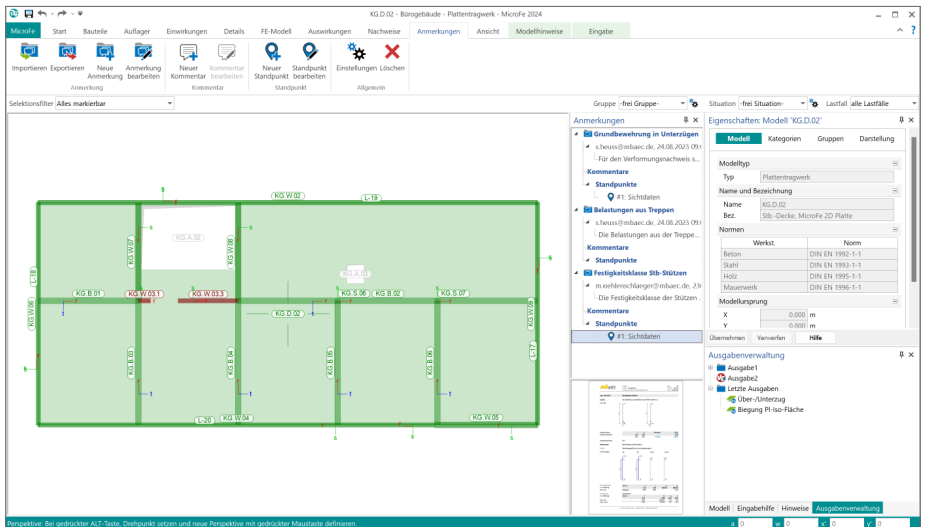 KG.D.02 - Bürogebäude - Plattentragwerk - MicroFe 2024
MicroFe Start Bauteile Auflager Einwirkungen Details FE-Modell Auswirkungen Nachweise Anmerkungen Ansicht Modellhinweise Eingabe
Importieren Exportieren Neue Anmerkung Anmerkung bearbeiten Neuer Kommentar Kommentar bearbeiten Neuer Standpunkt Standpunkt bearbeiten Einstellungen Löschen
Anmerkung Kommentar Standpunkt Allgemein
Selektionsfilter Alles markierbar Gruppe -frei Gruppe- Situation -frei Situation- Lastfall alle Lastfälle
Anmerkungen
Grundbewehrung in Unterzügen
s.heuss@mbaec.de, 24.08.2023 09:
Für den Verformungsnachweis s...
Kommentare
Standpunkte
#1: Sichtdaten
Belastungen aus Treppen
s.heuss@mbaec.de, 24.08.2023 09:
Die Belastungen aus der Treppe...
Kommentare
Standpunkte
Festigkeitsklasse Stb-Stützen
m.oehlenschlaeger@mbaec.de, 23
Die Festigkeitsklasse der Stützen
Kommentare
Standpunkte
#1: Sichtdaten
Eigenschaften: Modell 'KG.D.02'
Modell Kategorien Gruppen Darstellung
Modelltyp
Typ Plattentragwerk
Name und Bezeichnung
Name KG.D.02
Bez. Stb.-Decke, MicroFe 2D Platte
Normen
Werkst. Norm
Beton DIN EN 1992-1-1
Stahl DIN EN 1993-1-1
Holz DIN EN 1995-1-1
Mauerwerk DIN EN 1996-1-1
Modellursprung
X 0.000 m
Y 0.000 m
Übernehmen Verwerfen Hilfe
Ausgabenverwaltung
Ausgabe1
Ausgabe2
Letzte Ausgaben
Über-/Unterzug
Biegung Pl-Iso-Fläche
Modell Eingabehilfe Hinweise Ausgabenverwaltung
KG.W.02
L-19
KG.A.02
KG.W.07
KG.W.08
KG.A.03
L-18
KG.B.01
KG.W.03.1
KG.W.03.3
KG.S.06
KG.B.02
KG.S.07
KG.W.06
KG.D.02
KG.W.09
L-17
KG.B.03
KG.B.04
KG.B.05
KG.B.06
L-20
KG.W.04
KG.W.05
Perspektive: Bei gedrückter ALT-Taste, Drehpunkt setzen und neue Perspektive mit gedrückter Maustaste definieren.
a 0 w 0 x' 0 y' 0